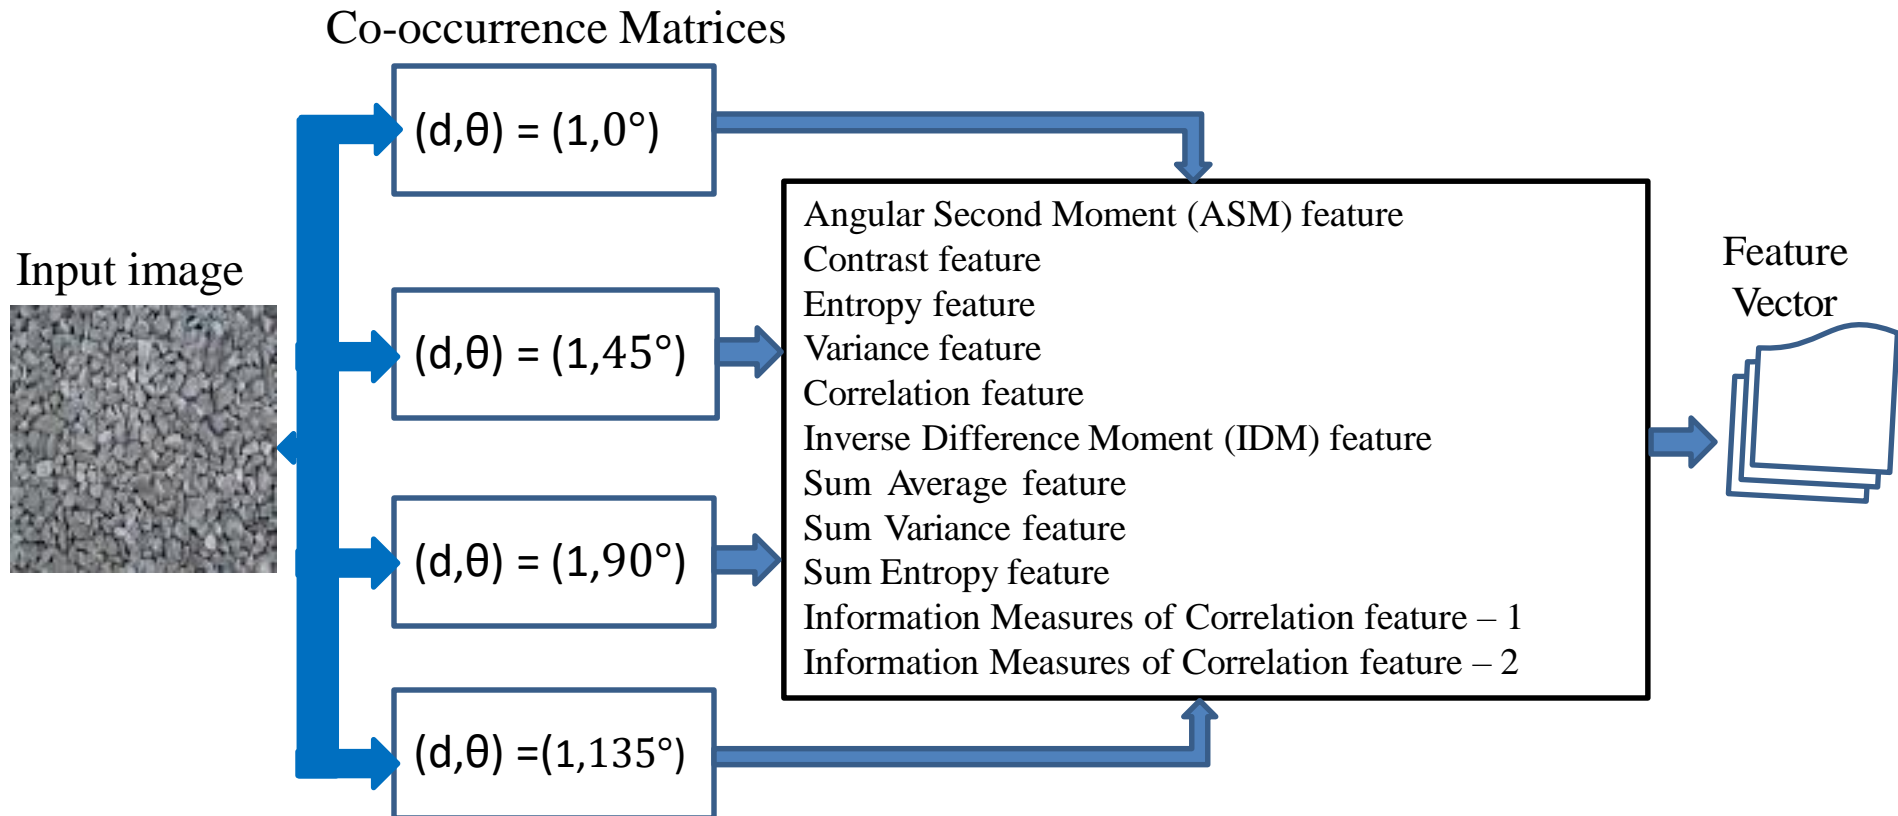 Co-occurrence Matrices
Input image
(d,θ) = (1,0°)
(d,θ) = (1,45°)
(d,θ) = (1,90°)
(d,θ) =(1,135°)
Angular Second Moment (ASM) feature
Contrast feature
Entropy feature
Variance feature
Correlation feature
Inverse Difference Moment (IDM) feature
Sum Average feature
Sum Variance feature
Sum Entropy feature
Information Measures of Correlation feature – 1
Information Measures of Correlation feature – 2
Feature
Vector